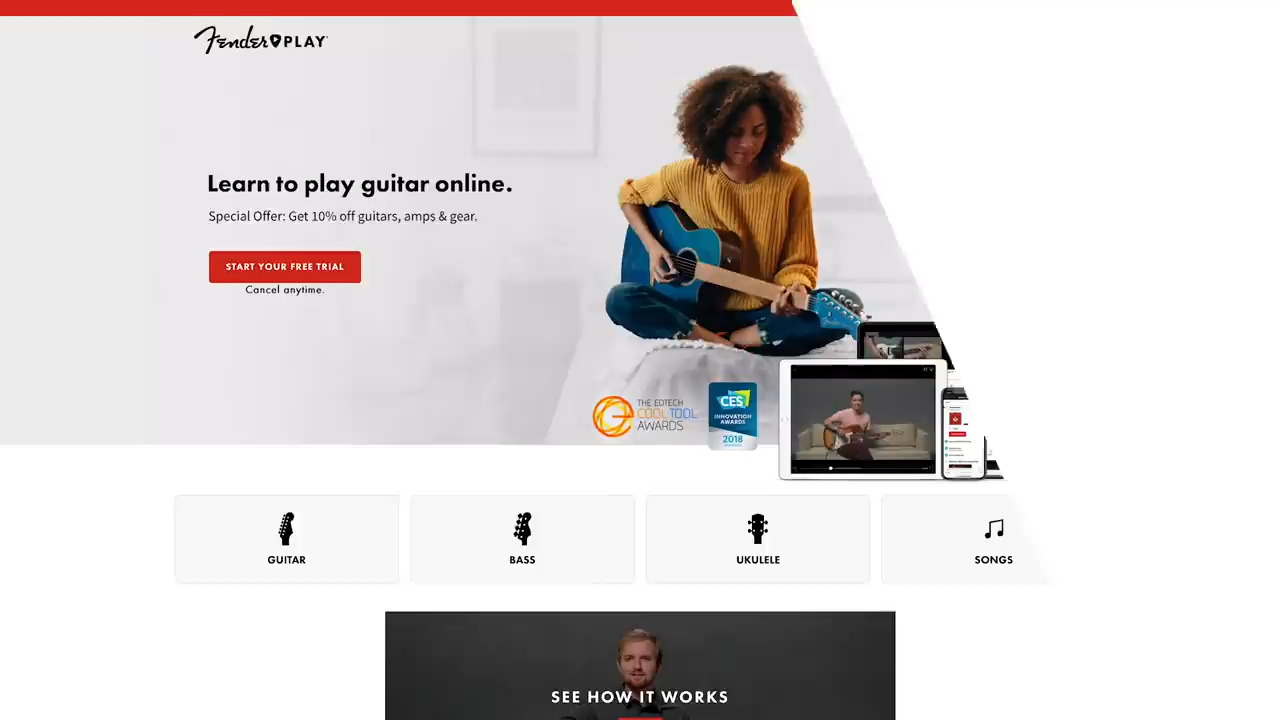 Fender PLAY
Learn to play guitar online.
Special Offer: Get 10% off guitars, amps & gear.
START YOUR FREE TRIAL
Cancel anytime.
THE EDTECH
COOL TOOL
AWARDS
CES
INNOVATION
AWARDS
2018
GUITAR
BASS
UKULELE
SONGS
SEE HOW IT WORKS